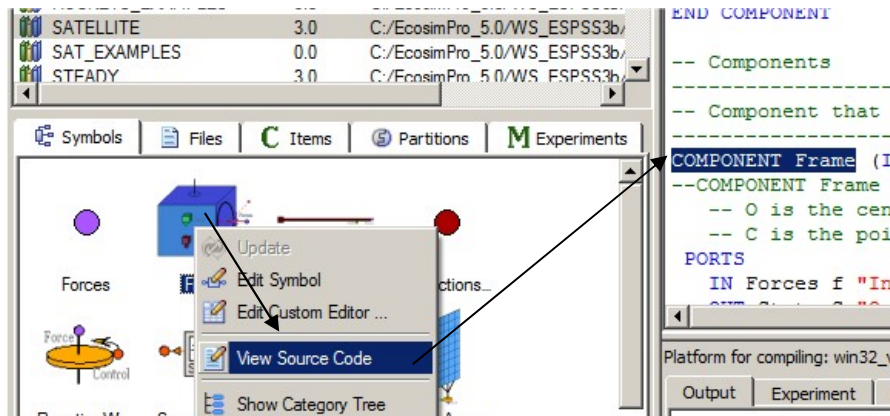 SATELLITE 3.0 C:/EcosimPro_5.0/WS_ESPSS3b/
SAT_EXAMPLES 0.0 C:/EcosimPro_5.0/WS_ESPSS3b/
STEADY 3.0 C:/EcosimPro_5.0/WS_ESPSS3b/
Symbols Files C Items Partitions M Experiments
Forces
Update
Edit Symbol
ctions...
Edit Custom Editor ...
Force
Control
View Source Code
Show Category Tree
END COMPONENT
-- Components
-- Component that
COMPONENT Frame (I
--COMPONENT Frame
-- O is the cen
-- C is the poi
PORTS
IN Forces f "In
Platform for compiling: win32_v
Output Experiment